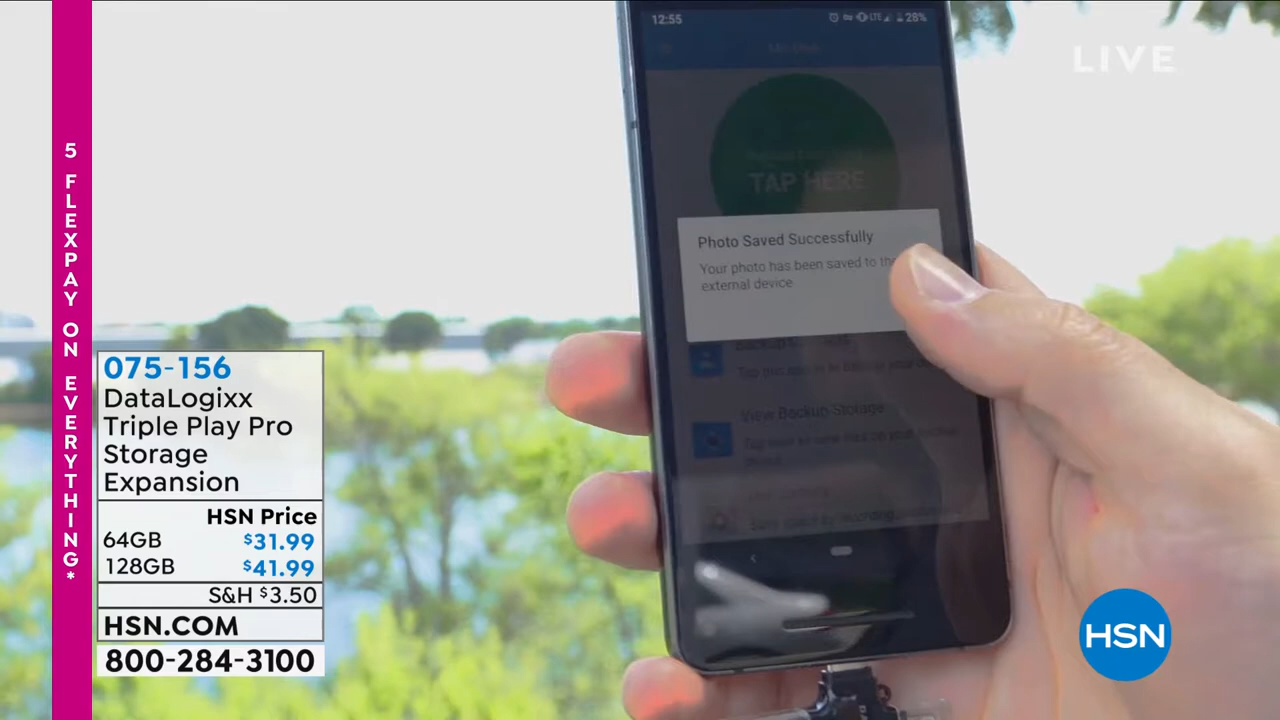 5 FLEXPAY ON EVERYTHING*
12:55
LTE
28%
LIVE
TAP HERE
Photo Saved Successfully
Your photo has been saved to the
external device
View Backup Storage
075-156
DataLogixx
Triple Play Pro
Storage
Expansion
HSN Price
64GB $31.99
128GB $41.99
S&H $3.50
HSN.COM
800-284-3100
HSN